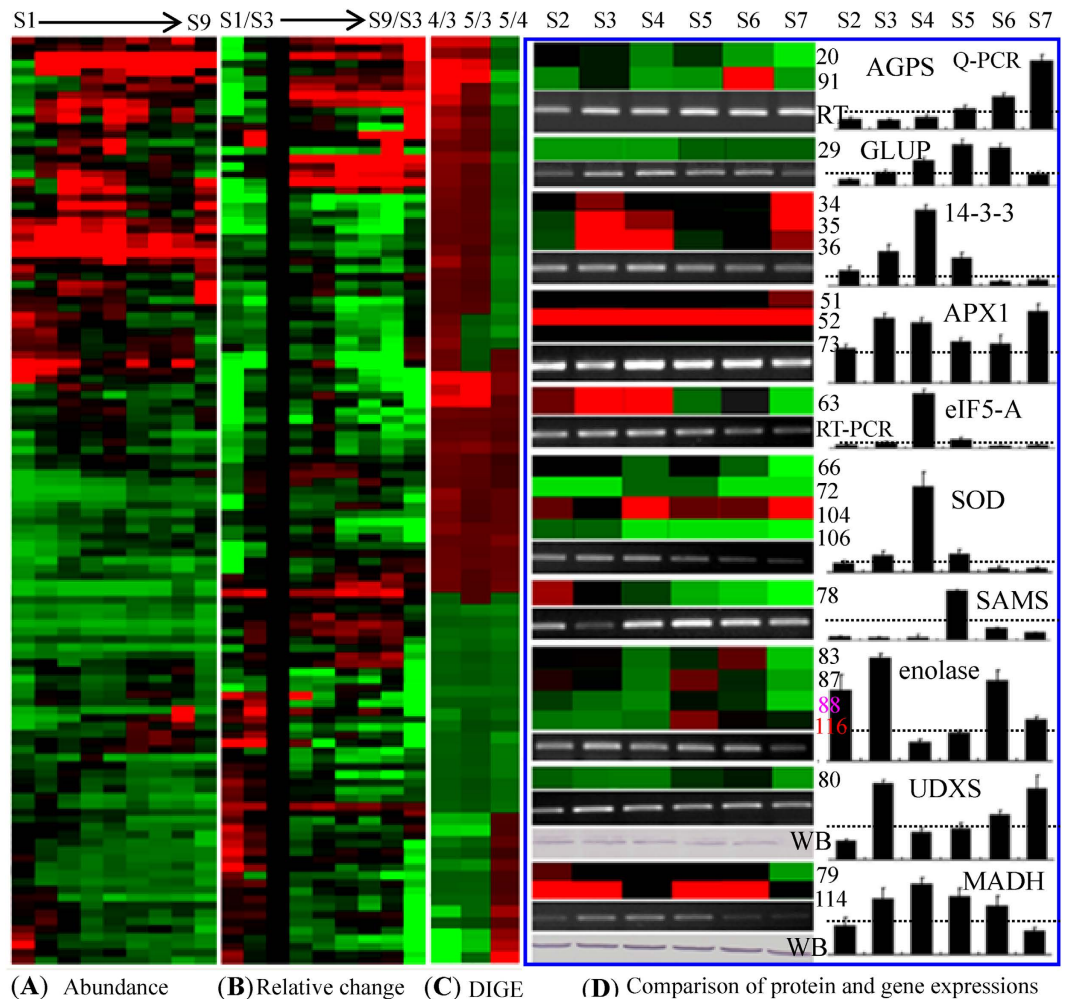 S1 S9 S1/S3 S9/S3 4/3 5/3 5/4 S2 S3 S4 S5 S6 S7 S2 S3 S4 S5 S6 S7
20
91
RT
AGPS Q-PCR
29
GLUP
34
35
36
14-3-3
51
52
73
APX1
63
RT-PCR
eIF5-A
66
72
104
106
SOD
78
SAMS
83
87
88
116
enolase
80
WB
UDXS
79
114
WB
MADH
(A) Abundance (B) Relative change (C) DIGE (D) Comparison of protein and gene expressions